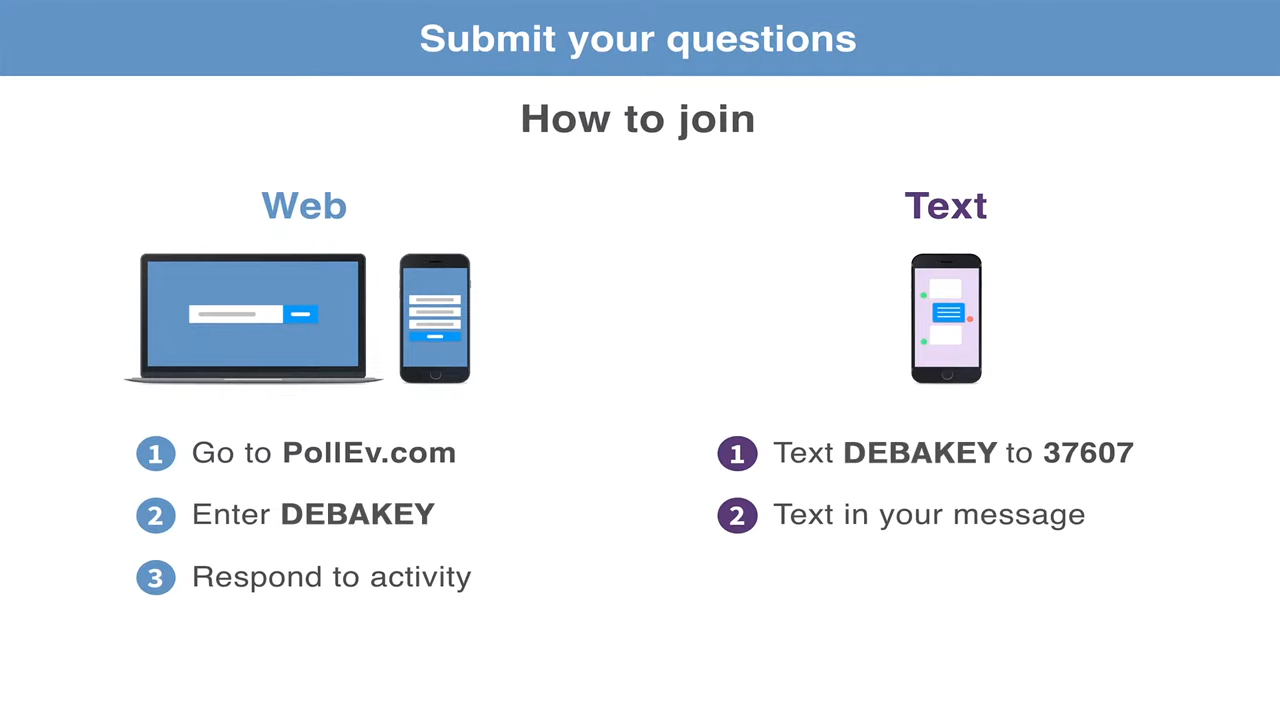 Submit your questions
How to join
Web
1 Go to PollEv.com
2 Enter DEBAKEY
3 Respond to activity
Text
1 Text DEBAKEY to 37607
2 Text in your message